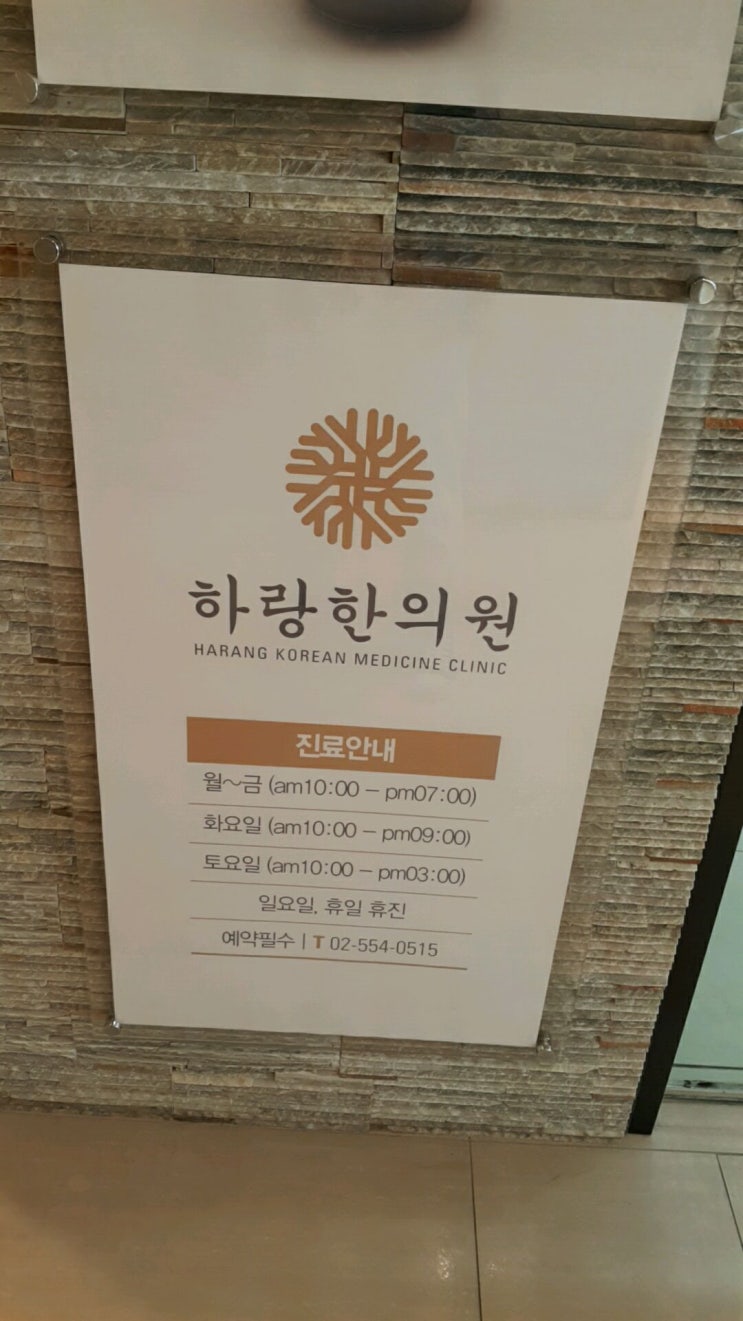 하랑한의원
HARANG KOREAN MEDICINE CLINIC
진료안내
월~금 (am10:00 - pm07:00)
화요일 (am10:00 - pm09:00)
토요일 (am10:00 - pm03:00)
일요일, 휴일 휴진
예약필수 | T 02-554-0515